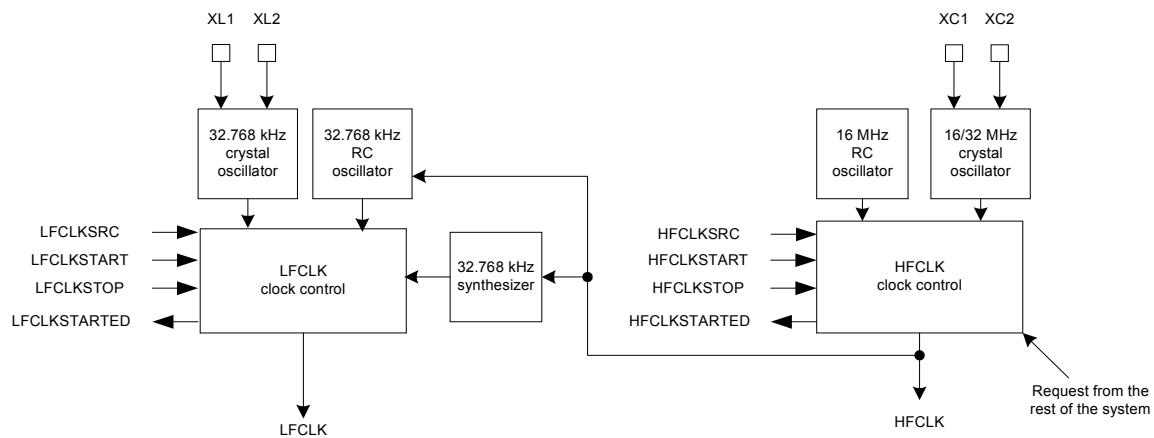 XL1
XL2
XC1
XC2
32.768 kHz
crystal
oscillator
32.768 kHz
RC
oscillator
16 MHz
RC
oscillator
16/32 MHz
crystal
oscillator
LFCLKSRC
LFCLKSTART
LFCLKSTOP
LFCLKSTARTED
LFCLK
clock control
32.768 kHz
synthesizer
HFCLKSRC
HFCLKSTART
HFCLKSTOP
HFCLKSTARTED
HFCLK
clock control
Request from the
rest of the system
LFCLK
HFCLK